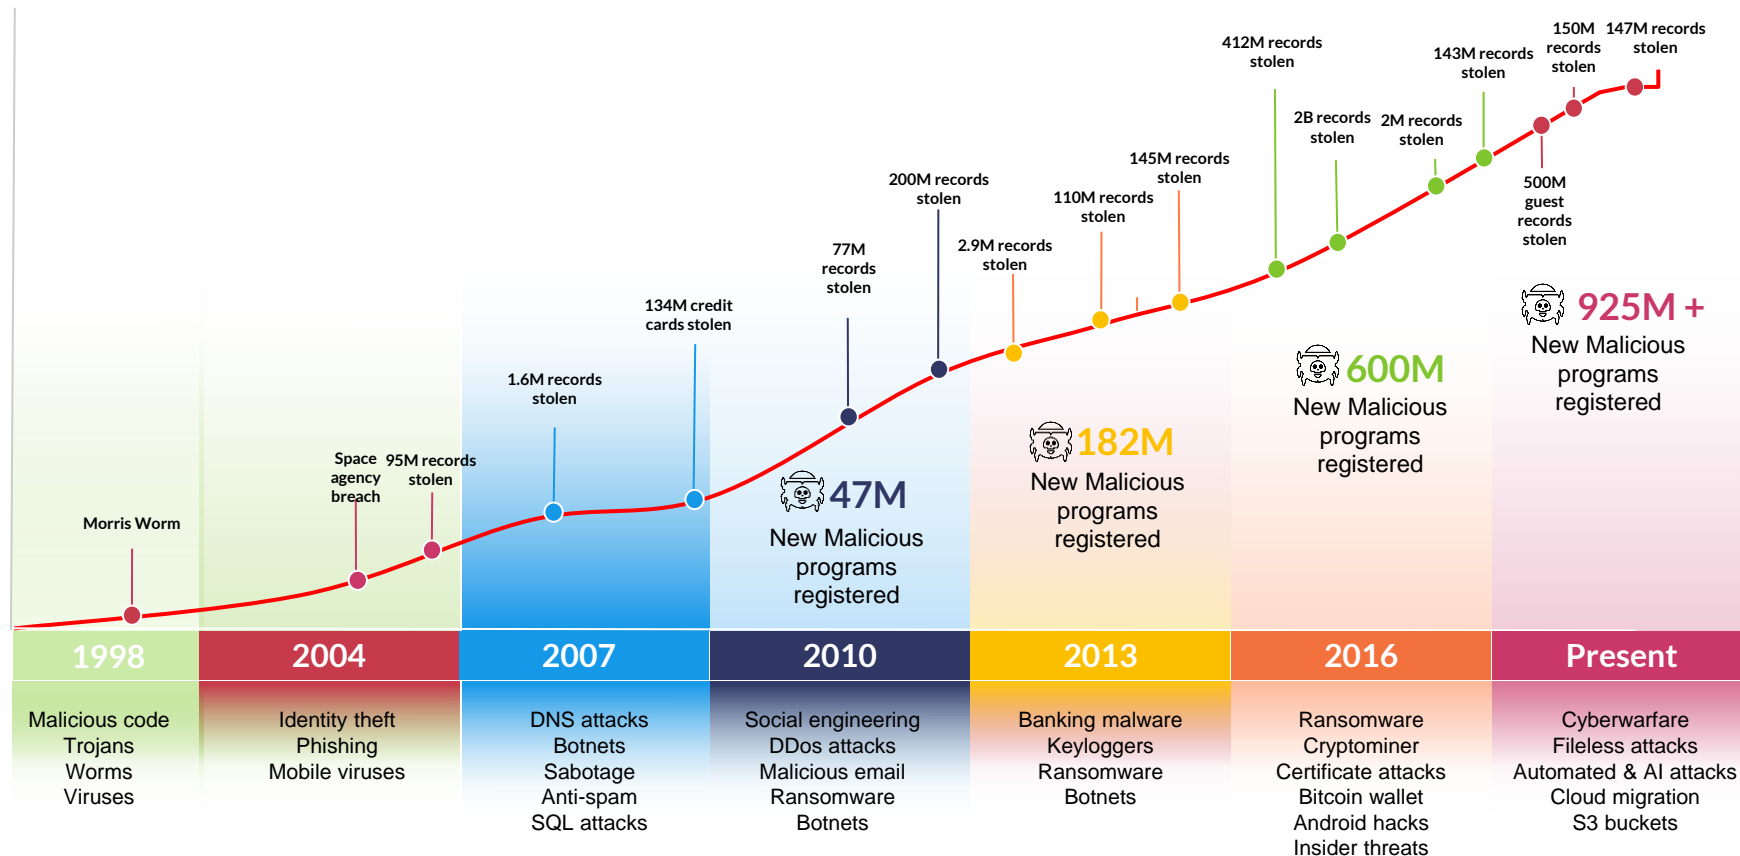 Morris Worm
Space
agency
breach
95M records
stolen
1.6M records
stolen
134M credit
cards stolen
77M
records
stolen
200M records
stolen
2.9M records
stolen
110M records
stolen
145M records
stolen
412M records
stolen
2B records
stolen
2M records
stolen
143M records
stolen
500M
guest
records
stolen
150M
records
stolen
147M records
stolen
47M
New Malicious
programs
registered
182M
New Malicious
programs
registered
600M
New Malicious
programs
registered
925M +
New Malicious
programs
registered
1998
Malicious code
Trojans
Worms
Viruses
2004
Identity theft
Phishing
Mobile viruses
2007
DNS attacks
Botnets
Sabotage
Anti-spam
SQL attacks
2010
Social engineering
DDos attacks
Malicious email
Ransomware
Botnets
2013
Banking malware
Keyloggers
Ransomware
Botnets
2016
Ransomware
Cryptominer
Certificate attacks
Bitcoin wallet
Android hacks
Insider threats
Present
Cyberwarfare
Fileless attacks
Automated & AI attacks
Cloud migration
S3 buckets